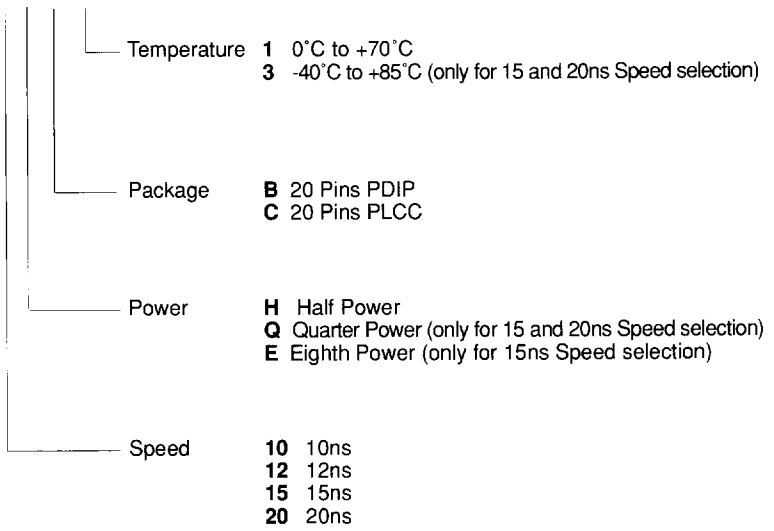 Temperature 1 0°C to +70°C
3 -40°C to +85°C (only for 15 and 20ns Speed selection)
Package B 20 Pins PDIP
C 20 Pins PLCC
Power H Half Power
Q Quarter Power (only for 15 and 20ns Speed selection)
E Eighth Power (only for 15ns Speed selection)
Speed 10 10ns
12 12ns
15 15ns
20 20ns